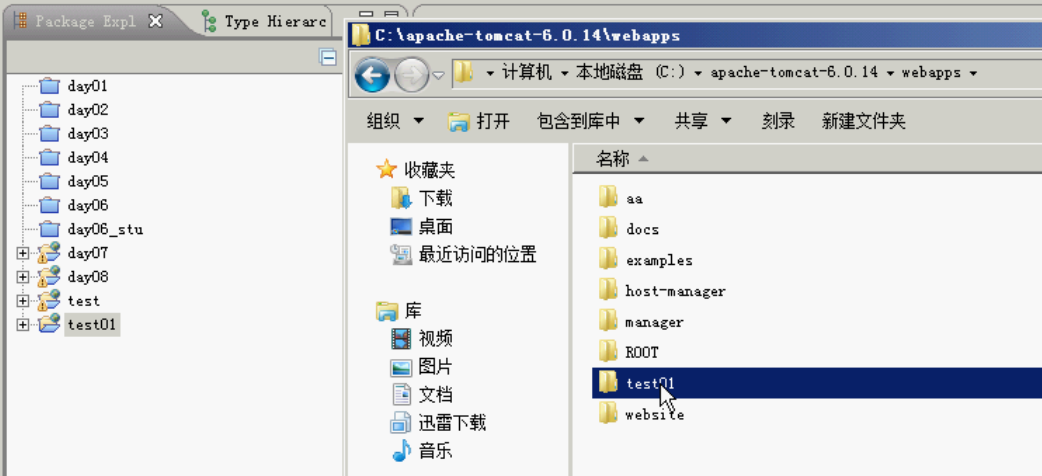 Package Expl
Type Hierarc
day01
day02
day03
day04
day05
day06
day06_stu
day07
day08
test
test01
C:\apache-tomcat-6.0.14\webapps
计算机 本地磁盘 (C:) apache-tomcat-6.0.14 webapps
组织 打开 包含到库中 共享 刻录 新建文件夹
收藏夹
下载
桌面
最近访问的位置
库
视频
图片
文档
迅雷下载
音乐
名称
aa
docs
examples
host-manager
manager
ROOT
test01
website